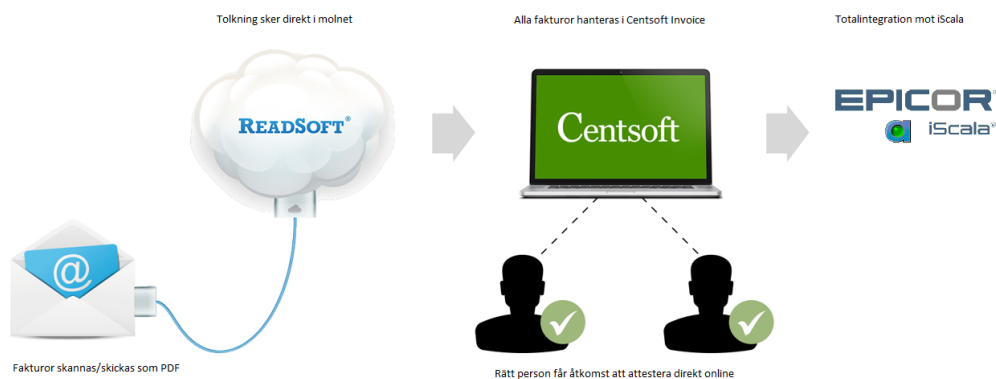 Tolkning sker direkt i molnet
Alla fakturor hanteras i Centsoft Invoice
Totalintegration mot iScala
READSOFT®
Centsoft
EPICOR®
iScala®
@
Fakturor skannas/skickas som PDF
Rätt person får åtkomst att attestera direkt online